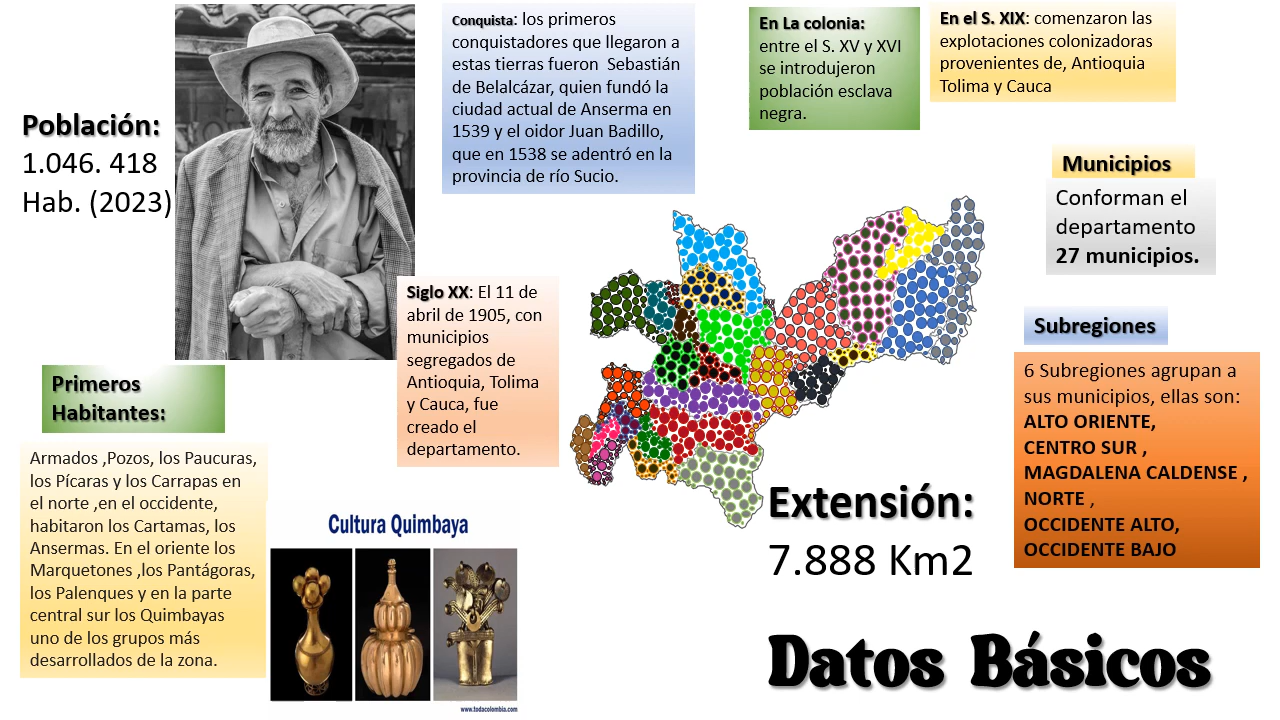 Población:
1.046. 418
Hab. (2023)
Conquista: los primeros
conquistadores que llegaron a
estas tierras fueron Sebastián
de Belalcázar, quien fundó la
ciudad actual de Anserma en
1539 y el oidor Juan Badillo,
que en 1538 se adentró en la
provincia de río Sucio.
En La colonia:
entre el S. XV y XVI
se introdujeron
población esclava
negra.
En el S. XIX: comenzaron las
explotaciones colonizadoras
provenientes de, Antioquia
Tolima y Cauca
Municipios
Conforman el
departamento
27 municipios.
Siglo XX: El 11 de
abril de 1905, con
municipios
segregados de
Antioquia, Tolima
y Cauca, fue
creado el
departamento.
Subregiones
6 Subregiones agrupan a
sus municipios, ellas son:
ALTO ORIENTE,
CENTRO SUR ,
MAGDALENA CALDENSE ,
NORTE ,
OCCIDENTE ALTO,
OCCIDENTE BAJO
Primeros
Habitantes:
Armados ,Pozos, los Paucuras,
los Pícaras y los Carrapas en
el norte ,en el occidente,
habitaron los Cartamas, los
Ansermas. En el oriente los
Marquetones ,los Pantágoras,
los Palenques y en la parte
central sur los Quimbayas
uno de los grupos más
desarrollados de la zona.
Cultura Quimbaya
www.todacolombia.com
Extensión:
7.888 Km2
Datos Básicos